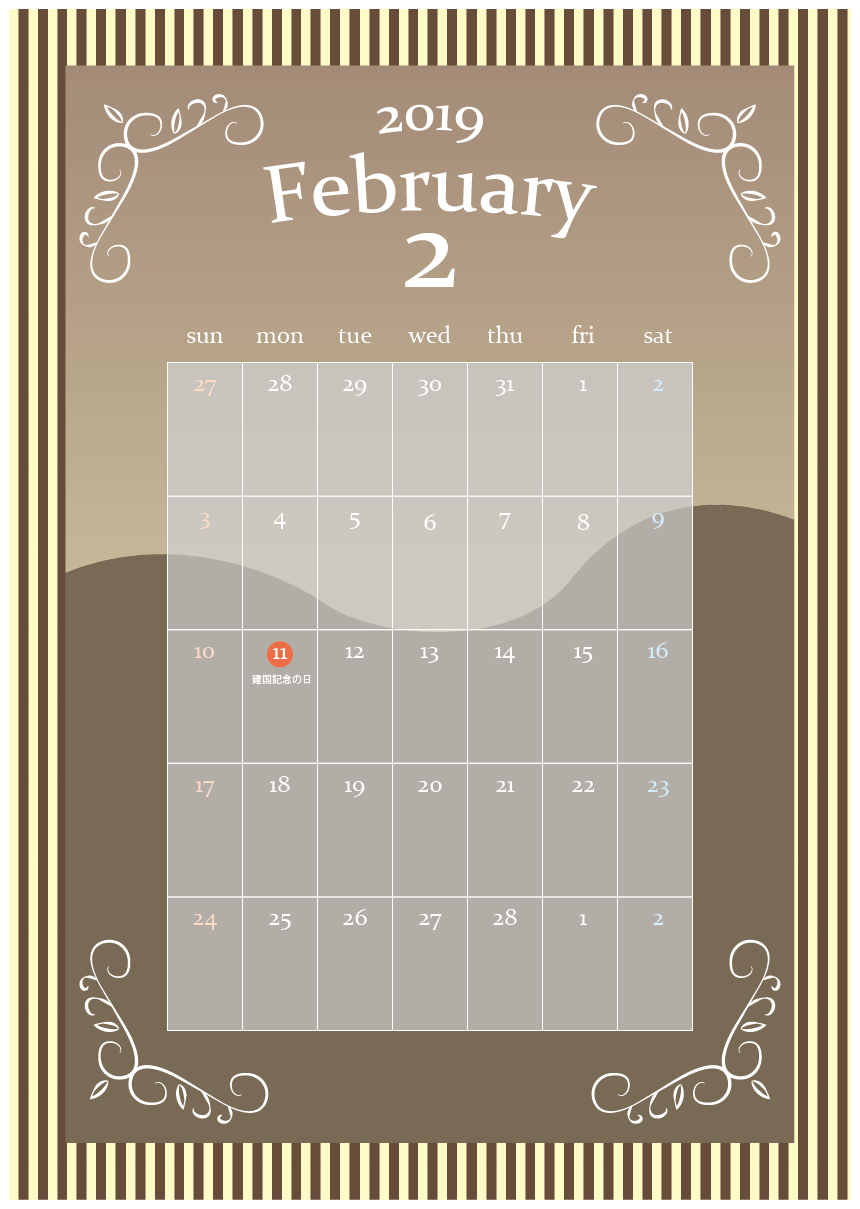 2019
February
2
sun mon tue wed thu fri sat
27 28 29 30 31 1 2
3 4 5 6 7 8 9
10 11 12 13 14 15 16
建国記念の日
17 18 19 20 21 22 23
24 25 26 27 28 1 2